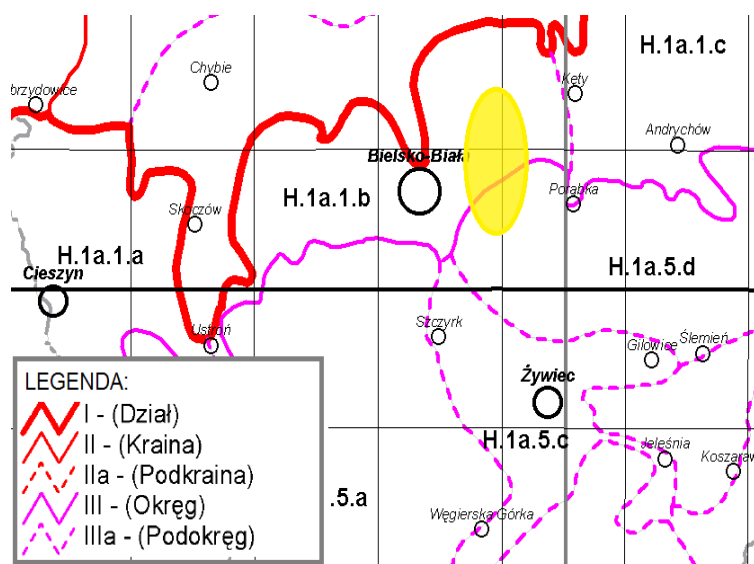 H.1a.1.c
Chybie
Kęty
brzydowice
Andrychów
Bielsko-Biała
H.1a.1.b
Porąbka
Skoczów
H.1a.1.a
Cieszyn
H.1a.5.d
Ustroń
Szczyrk
Gilowice
Ślemień
LEGENDA:
I - (Dział)
II - (Kraina)
IIa - (Podkraina)
III - (Okręg)
IIIa - (Podokręg)
Żywiec
H.1a.5.c
Jeleśnia
Koszaraw
.5.a
Węgierska Górka